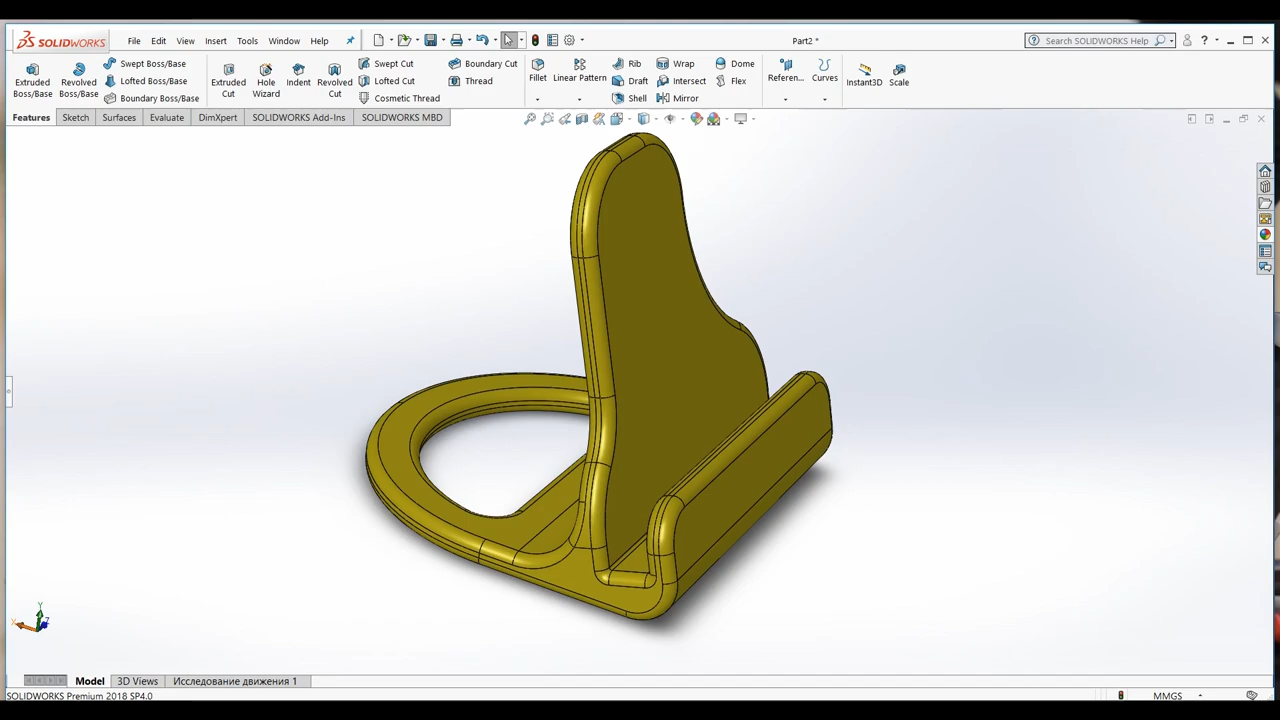 SOLIDWORKS File Edit View Insert Tools Window Help Part2 * Search SOLIDWORKS Help ?
Extruded Boss/Base
Revolved Boss/Base
Swept Boss/Base
Lofted Boss/Base
Boundary Boss/Base
Extruded Cut
Hole Wizard
Indent
Revolved Cut
Swept Cut
Lofted Cut
Cosmetic Thread
Boundary Cut
Thread
Fillet
Linear Pattern
Rib
Draft
Shell
Wrap
Intersect
Mirror
Dome
Flex
Referen...
Curves
Instant3D
Scale
Features Sketch Surfaces Evaluate DimXpert SOLIDWORKS Add-Ins SOLIDWORKS MBD
Y
X
Z
Model 3D Views Исследование движения 1
SOLIDWORKS Premium 2018 SP4.0 MMGS